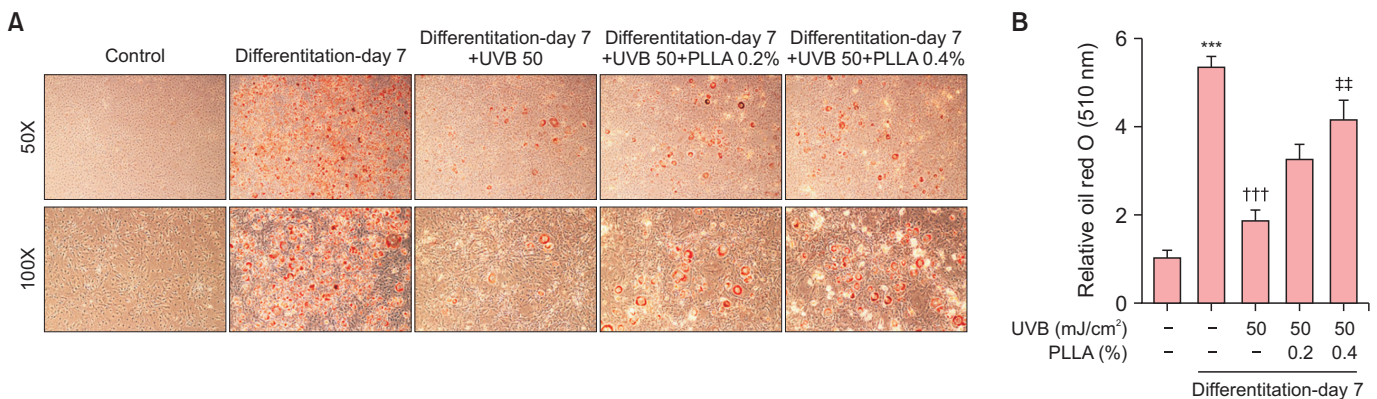 A
Control
Differentitation-day 7
Differentitation-day 7
+UVB 50
Differentitation-day 7
+UVB 50+PLLA 0.2%
Differentitation-day 7
+UVB 50+PLLA 0.4%
50X
100X
B
Relative oil red O (510 nm)
6
4
2
0
***
†††
‡‡
UVB (mJ/cm²) – – 50 50 50
PLLA (%) – – – 0.2 0.4
Differentitation-day 7